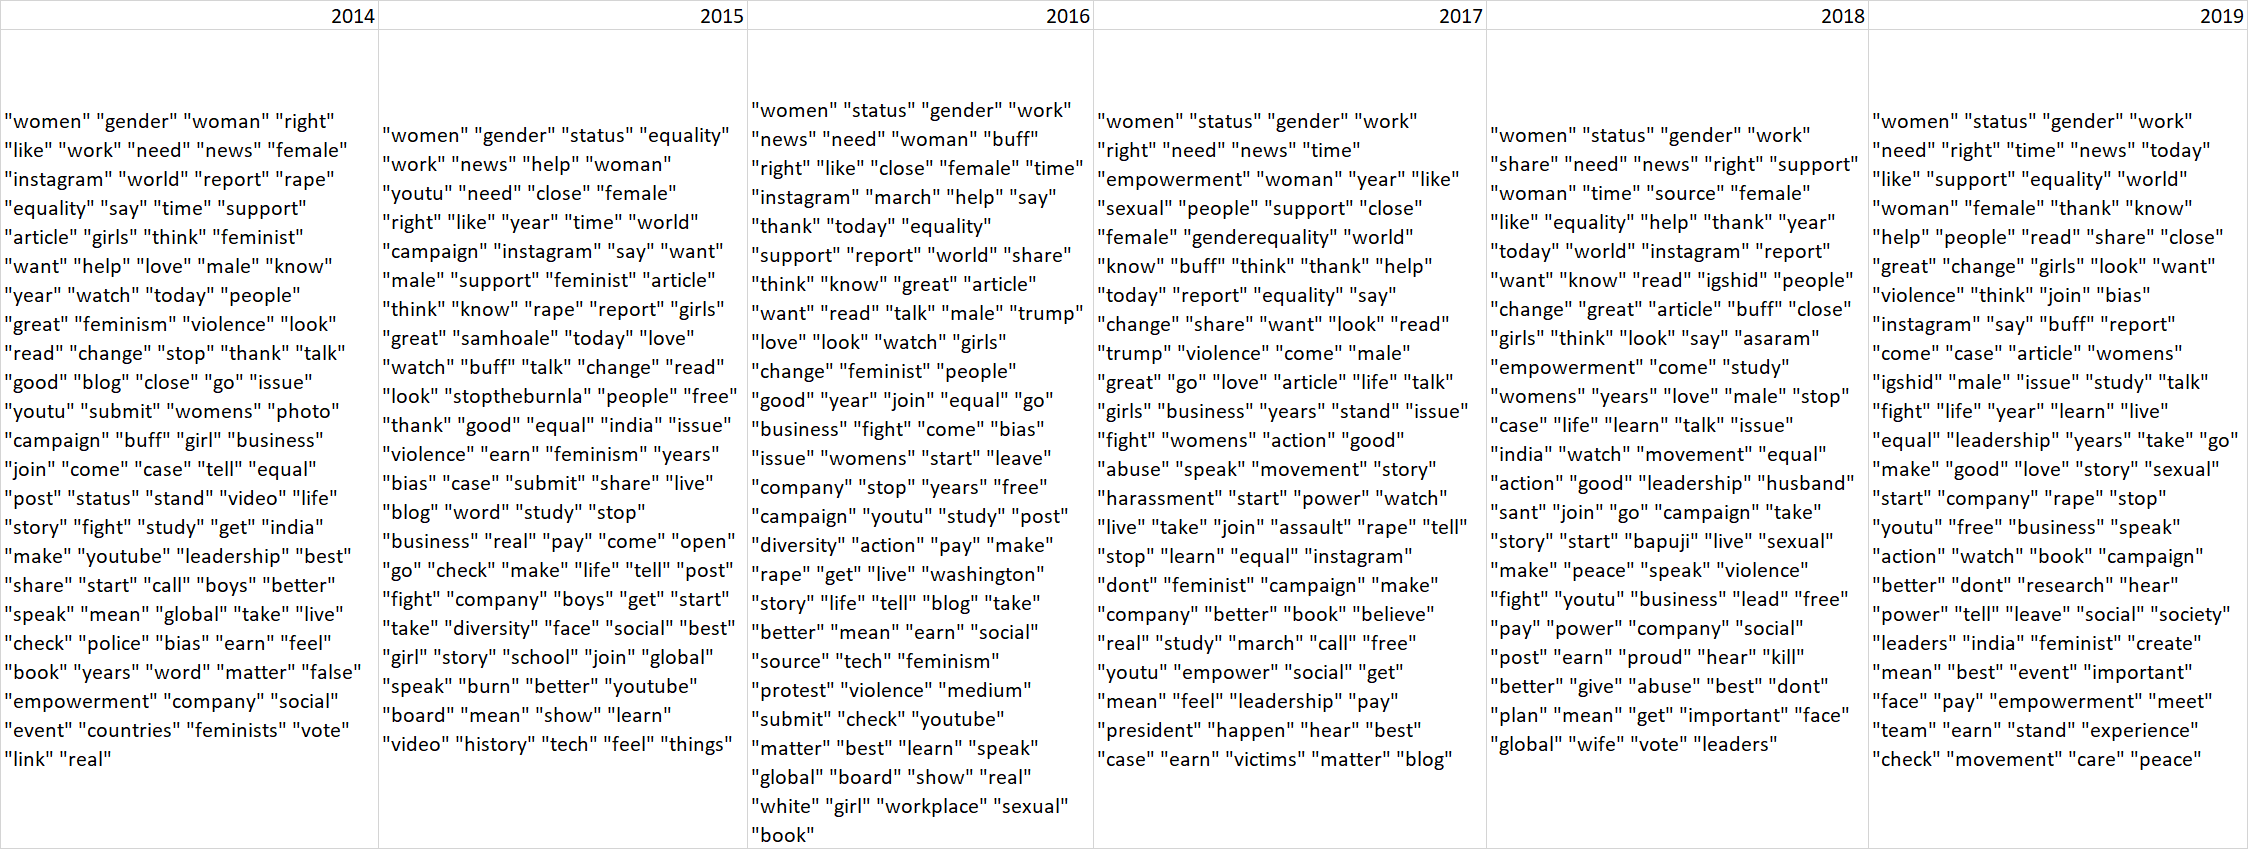 2014
"women" "gender" "woman" "right"
"like" "work" "need" "news" "female"
"instagram" "world" "report" "rape"
"equality" "say" "time" "support"
"article" "girls" "think" "feminist"
"want" "help" "love" "male" "know"
"year" "watch" "today" "people"
"great" "feminism" "violence" "look"
"read" "change" "stop" "thank" "talk"
"good" "blog" "close" "go" "issue"
"youtu" "submit" "womens" "photo"
"campaign" "buff" "girl" "business"
"join" "come" "case" "tell" "equal"
"post" "status" "stand" "video" "life"
"story" "fight" "study" "get" "india"
"make" "youtube" "leadership" "best"
"share" "start" "call" "boys" "better"
"speak" "mean" "global" "take" "live"
"check" "police" "bias" "earn" "feel"
"book" "years" "word" "matter" "false"
"empowerment" "company" "social"
"event" "countries" "feminists" "vote"
"link" "real"
2015
"women" "gender" "status" "equality"
"work" "news" "help" "woman"
"youtu" "need" "close" "female"
"right" "like" "year" "time" "world"
"campaign" "instagram" "say" "want"
"male" "support" "feminist" "article"
"think" "know" "rape" "report" "girls"
"great" "samhoale" "today" "love"
"watch" "buff" "talk" "change" "read"
"look" "stoptheburnla" "people" "free"
"thank" "good" "equal" "india" "issue"
"violence" "earn" "feminism" "years"
"bias" "case" "submit" "share" "live"
"blog" "word" "study" "stop"
"business" "real" "pay" "come" "open"
"go" "check" "make" "life" "tell" "post"
"fight" "company" "boys" "get" "start"
"take" "diversity" "face" "social" "best"
"girl" "story" "school" "join" "global"
"speak" "burn" "better" "youtube"
"board" "mean" "show" "learn"
"video" "history" "tech" "feel" "things"
2016
"women" "status" "gender" "work"
"news" "need" "woman" "buff"
"right" "like" "close" "female" "time"
"instagram" "march" "help" "say"
"thank" "today" "equality"
"support" "report" "world" "share"
"think" "know" "great" "article"
"want" "read" "talk" "male" "trump"
"love" "look" "watch" "girls"
"change" "feminist" "people"
"good" "year" "join" "equal" "go"
"business" "fight" "come" "bias"
"issue" "womens" "start" "leave"
"company" "stop" "years" "free"
"campaign" "youtu" "study" "post"
"diversity" "action" "pay" "make"
"rape" "get" "live" "washington"
"story" "life" "tell" "blog" "take"
"better" "mean" "earn" "social"
"source" "tech" "feminism"
"protest" "violence" "medium"
"submit" "check" "youtube"
"matter" "best" "learn" "speak"
"global" "board" "show" "real"
"white" "girl" "workplace" "sexual"
"book"
2017
"women" "status" "gender" "work"
"right" "need" "news" "time"
"empowerment" "woman" "year" "like"
"sexual" "people" "support" "close"
"female" "genderequality" "world"
"know" "buff" "think" "thank" "help"
"today" "report" "equality" "say"
"change" "share" "want" "look" "read"
"trump" "violence" "come" "male"
"great" "go" "love" "article" "life" "talk"
"girls" "business" "years" "stand" "issue"
"fight" "womens" "action" "good"
"abuse" "speak" "movement" "story"
"harassment" "start" "power" "watch"
"live" "take" "join" "assault" "rape" "tell"
"stop" "learn" "equal" "instagram"
"dont" "feminist" "campaign" "make"
"company" "better" "book" "believe"
"real" "study" "march" "call" "free"
"youtu" "empower" "social" "get"
"mean" "feel" "leadership" "pay"
"president" "happen" "hear" "best"
"case" "earn" "victims" "matter" "blog"
2018
"women" "status" "gender" "work"
"share" "need" "news" "right" "support"
"woman" "time" "source" "female"
"like" "equality" "help" "thank" "year"
"today" "world" "instagram" "report"
"want" "know" "read" "igshid" "people"
"change" "great" "article" "buff" "close"
"girls" "think" "look" "say" "asaram"
"empowerment" "come" "study"
"womens" "years" "love" "male" "stop"
"case" "life" "learn" "talk" "issue"
"india" "watch" "movement" "equal"
"action" "good" "leadership" "husband"
"sant" "join" "go" "campaign" "take"
"story" "start" "bapuji" "live" "sexual"
"make" "peace" "speak" "violence"
"fight" "youtu" "business" "lead" "free"
"pay" "power" "company" "social"
"post" "earn" "proud" "hear" "kill"
"better" "give" "abuse" "best" "dont"
"plan" "mean" "get" "important" "face"
"global" "wife" "vote" "leaders"
2019
"women" "status" "gender" "work"
"need" "right" "time" "news" "today"
"like" "support" "equality" "world"
"woman" "female" "thank" "know"
"help" "people" "read" "share" "close"
"great" "change" "girls" "look" "want"
"violence" "think" "join" "bias"
"instagram" "say" "buff" "report"
"come" "case" "article" "womens"
"igshid" "male" "issue" "study" "talk"
"fight" "life" "year" "learn" "live"
"equal" "leadership" "years" "take" "go"
"make" "good" "love" "story" "sexual"
"start" "company" "rape" "stop"
"youtu" "free" "business" "speak"
"action" "watch" "book" "campaign"
"better" "dont" "research" "hear"
"power" "tell" "leave" "social" "society"
"leaders" "india" "feminist" "create"
"mean" "best" "event" "important"
"face" "pay" "empowerment" "meet"
"team" "earn" "stand" "experience"
"check" "movement" "care" "peace"